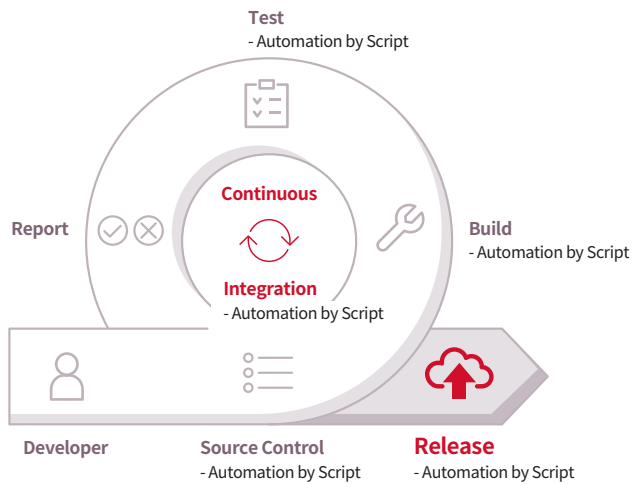 Test
- Automation by Script
Continuous
Report
Build
- Automation by Script
Integration
- Automation by Script
Developer
Source Control
- Automation by Script
Release
- Automation by Script